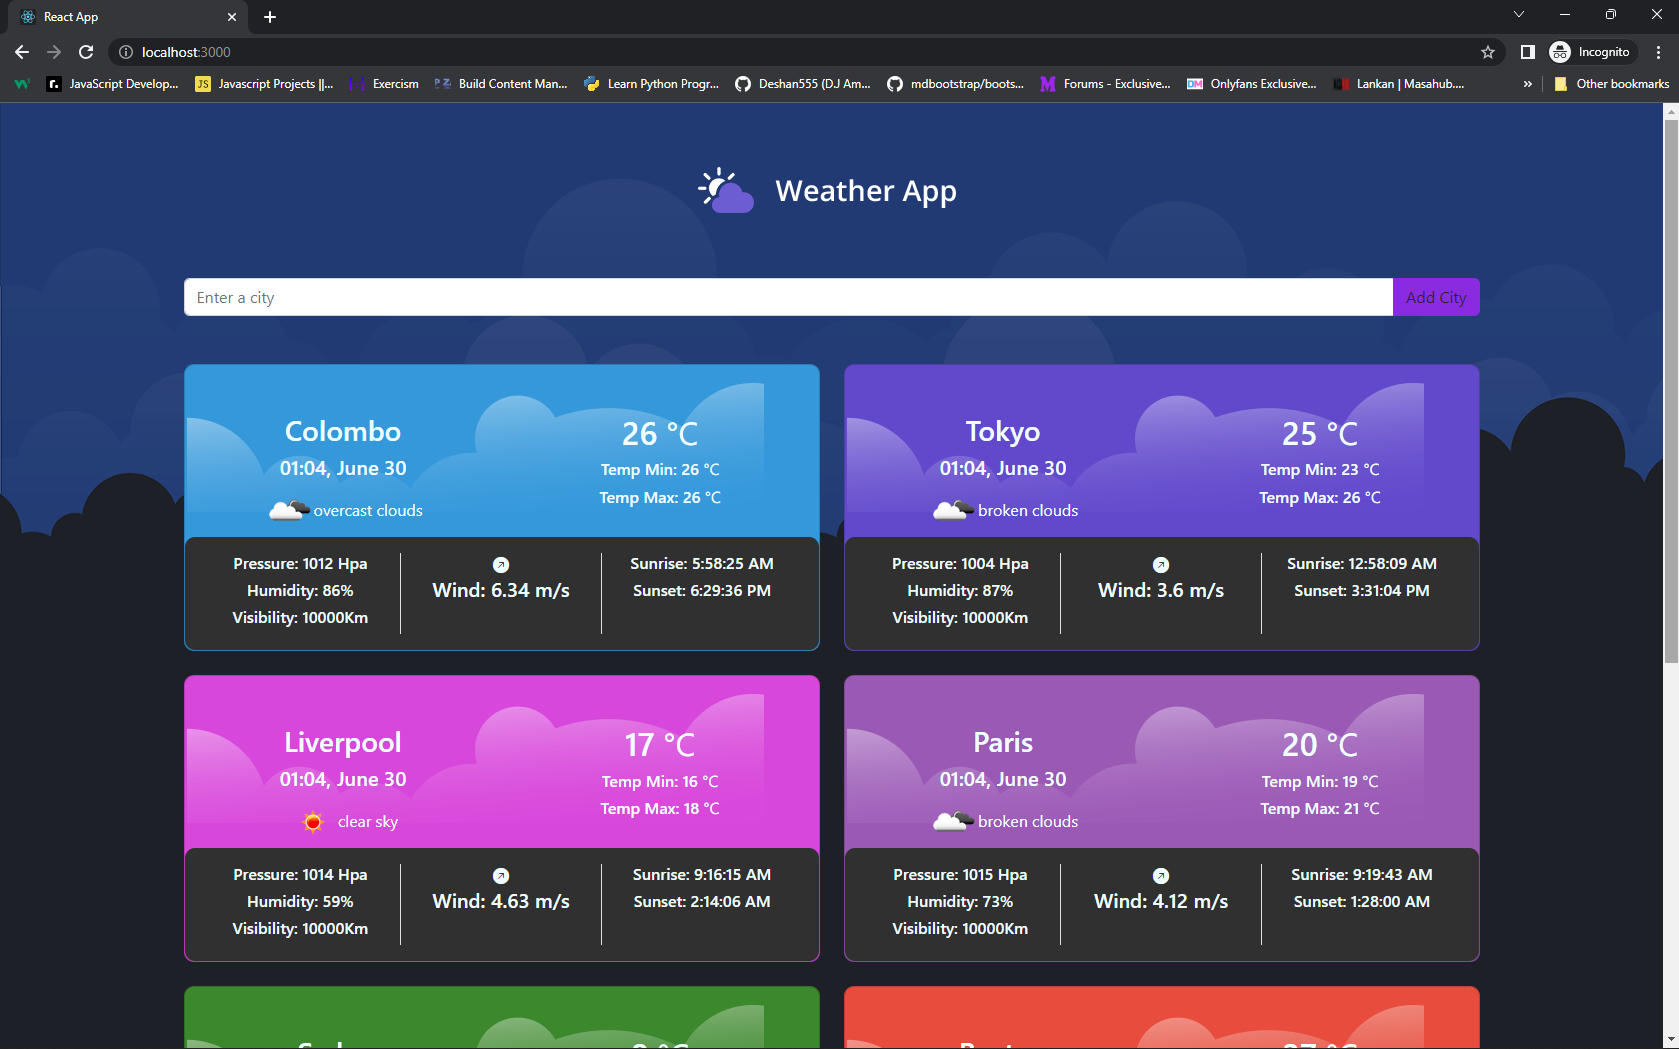 React App
localhost:3000
Incognito
JavaScript Develop...
JS Javascript Projects ||...
Exercism
Build Content Man...
Learn Python Progr...
Deshan555 (DJ Am...
mdbootstrap/boots...
Forums - Exclusive...
Onlyfans Exclusive...
Lankan | Masahub....
»
Other bookmarks
Weather App
Enter a city
Add City
Colombo
01:04, June 30
overcast clouds
26 °C
Temp Min: 26 °C
Temp Max: 26 °C
Pressure: 1012 Hpa
Humidity: 86%
Visibility: 10000Km
Wind: 6.34 m/s
Sunrise: 5:58:25 AM
Sunset: 6:29:36 PM
Tokyo
01:04, June 30
broken clouds
25 °C
Temp Min: 23 °C
Temp Max: 26 °C
Pressure: 1004 Hpa
Humidity: 87%
Visibility: 10000Km
Wind: 3.6 m/s
Sunrise: 12:58:09 AM
Sunset: 3:31:04 PM
Liverpool
01:04, June 30
clear sky
17 °C
Temp Min: 16 °C
Temp Max: 18 °C
Pressure: 1014 Hpa
Humidity: 59%
Visibility: 10000Km
Wind: 4.63 m/s
Sunrise: 9:16:15 AM
Sunset: 2:14:06 AM
Paris
01:04, June 30
broken clouds
20 °C
Temp Min: 19 °C
Temp Max: 21 °C
Pressure: 1015 Hpa
Humidity: 73%
Visibility: 10000Km
Wind: 4.12 m/s
Sunrise: 9:19:43 AM
Sunset: 1:28:00 AM